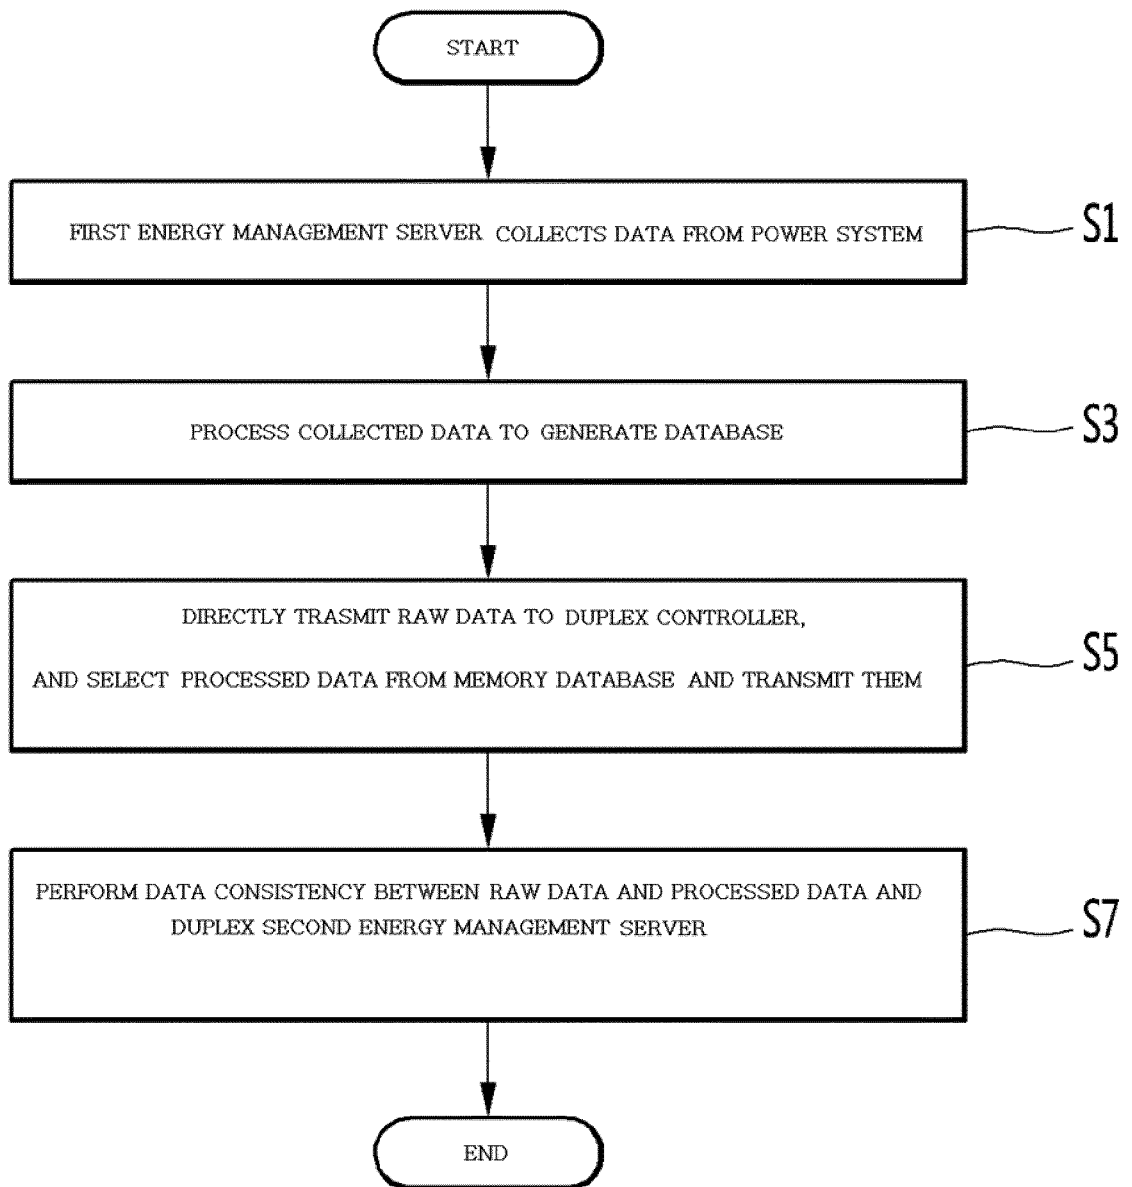 START
FIRST ENERGY MANAGEMENT SERVER COLLECTS DATA FROM POWER SYSTEM
S1
PROCESS COLLECTED DATA TO GENERATE DATABASE
S3
DIRECTLY TRASMIT RAW DATA TO DUPLEX CONTROLLER,
AND SELECT PROCESSED DATA FROM MEMORY DATABASE AND TRANSMIT THEM
S5
PERFORM DATA CONSISTENCY BETWEEN RAW DATA AND PROCESSED DATA AND
DUPLEX SECOND ENERGY MANAGEMENT SERVER
S7
END